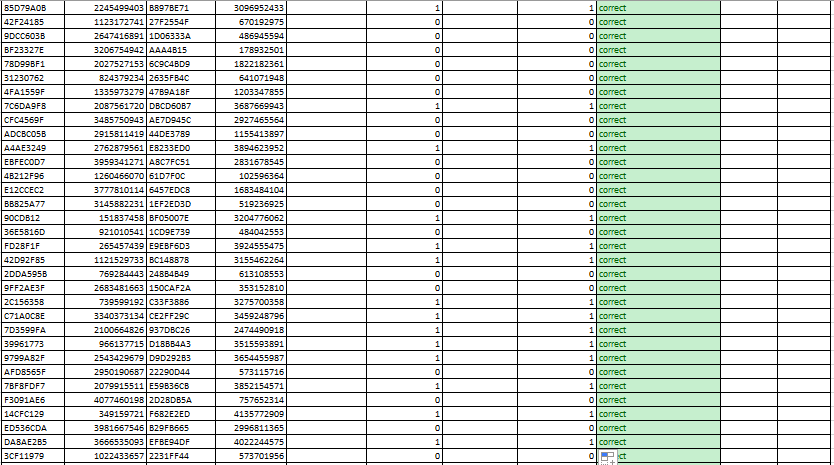 85D79A0B 2245499403 B897BE71 3096952433 1 1 correct
42F24185 1123172741 27F2554F 670192975 0 0 correct
9DCC603B 2647416891 1D06333A 486945594 0 0 correct
BF23327E 3206754942 AAA4B15 178932501 0 0 correct
78D99BF1 2027527153 6C9C4BD9 1822182361 0 0 correct
31230762 824379234 2635FB4C 641071948 0 0 correct
4FA1559F 1335973279 47B9A18F 1203347855 0 0 correct
7C6DA9F8 2087561720 DBCD60B7 3687669943 1 1 correct
CFC4569F 3485750943 AE7D945C 2927465564 0 0 correct
ADCBC05B 2915811419 44DE3789 1155413897 0 0 correct
A4AE3249 2762879561 E8233ED0 3894623952 1 1 correct
EBFEC0D7 3959341271 A8C7FC51 2831678545 0 0 correct
4B212F96 1260466070 61D7F0C 102596364 0 0 correct
E12CCEC2 3777810114 6457EDC8 1683484104 0 0 correct
BB825A77 3145882231 1EF2ED3D 519236925 0 0 correct
90CDB12 151837458 BF05007E 3204776062 1 0 correct
36E5816D 921010541 1CD9E739 484042553 0 0 correct
FD28F1F 265457439 E9EBF6D3 3924555475 1 1 correct
42D92F85 1121529733 BC148878 3155462264 1 1 correct
2DDA595B 769284443 248B4B49 613108553 0 0 correct
9FF2AE3F 2683481663 150CAF2A 353152810 0 0 correct
2C156358 739599192 C33F3886 3275700358 1 1 correct
C71A0C8E 3340373134 CE2FF29C 3459248796 1 1 correct
7D3599FA 2100664826 937DBC26 2474490918 1 1 correct
39961773 966137715 D18BB4A3 3515593891 1 1 correct
9799A82F 2543429679 D9D292B3 3654455987 1 1 correct
AFD8565F 2950190687 22290D44 573115716 0 0 correct
7BF8FDF7 2079915511 E59B36CB 3852154571 1 1 correct
F3091AE6 4077460198 2D28DB5A 757652314 0 0 correct
14CFC129 349159721 F682E2ED 4135772909 1 1 correct
ED536CDA 3981667546 B29FB665 2996811365 0 0 correct
DA8AE2B5 3666535093 EFBE94DF 4022244575 1 1 correct
3CF11979 1022433657 2231FF44 573701956 0 0 ct